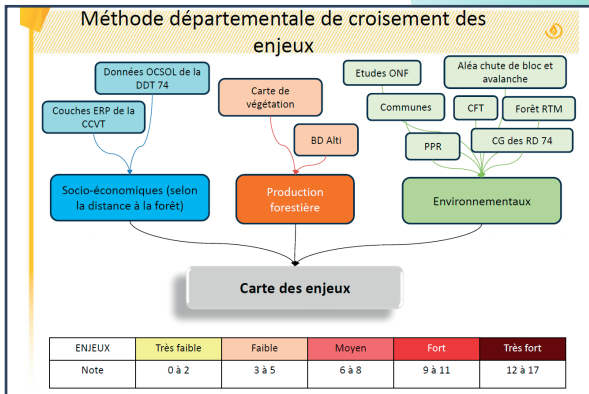 Méthode départementale de croisement des
enjeux
Données OCSOL de la
DDT 74
Couches ERP de la
CCVT
Carte de
végétation
BD Alti
Etudes ONF
Aléa chute de bloc et
avalanche
Communes
CFT
Forêt RTM
PPR
CG des RD 74
Socio-économiques (selon
la distance à la forêt)
Production
forestière
Environnementaux
Carte des enjeux
ENJEUX Très faible Faible Moyen Fort Très fort
Note 0 à 2 3 à 5 6 à 8 9 à 11 12 à 17